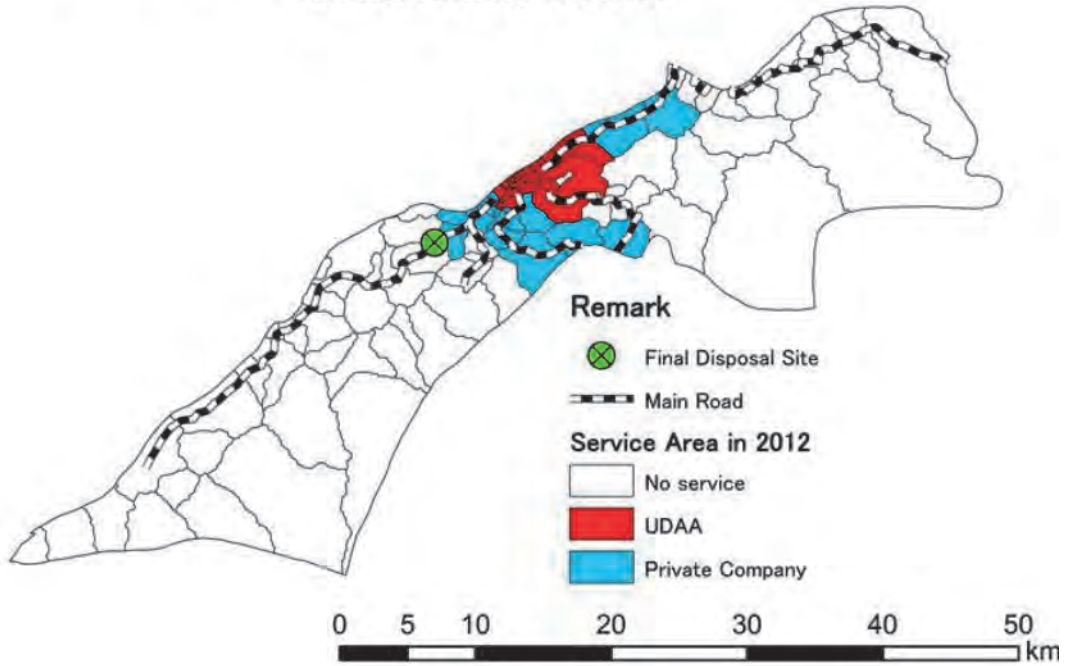 Remark
Final Disposal Site
Main Road
Service Area in 2012
No service
UDAA
Private Company
0 5 10 20 30 40 50
km